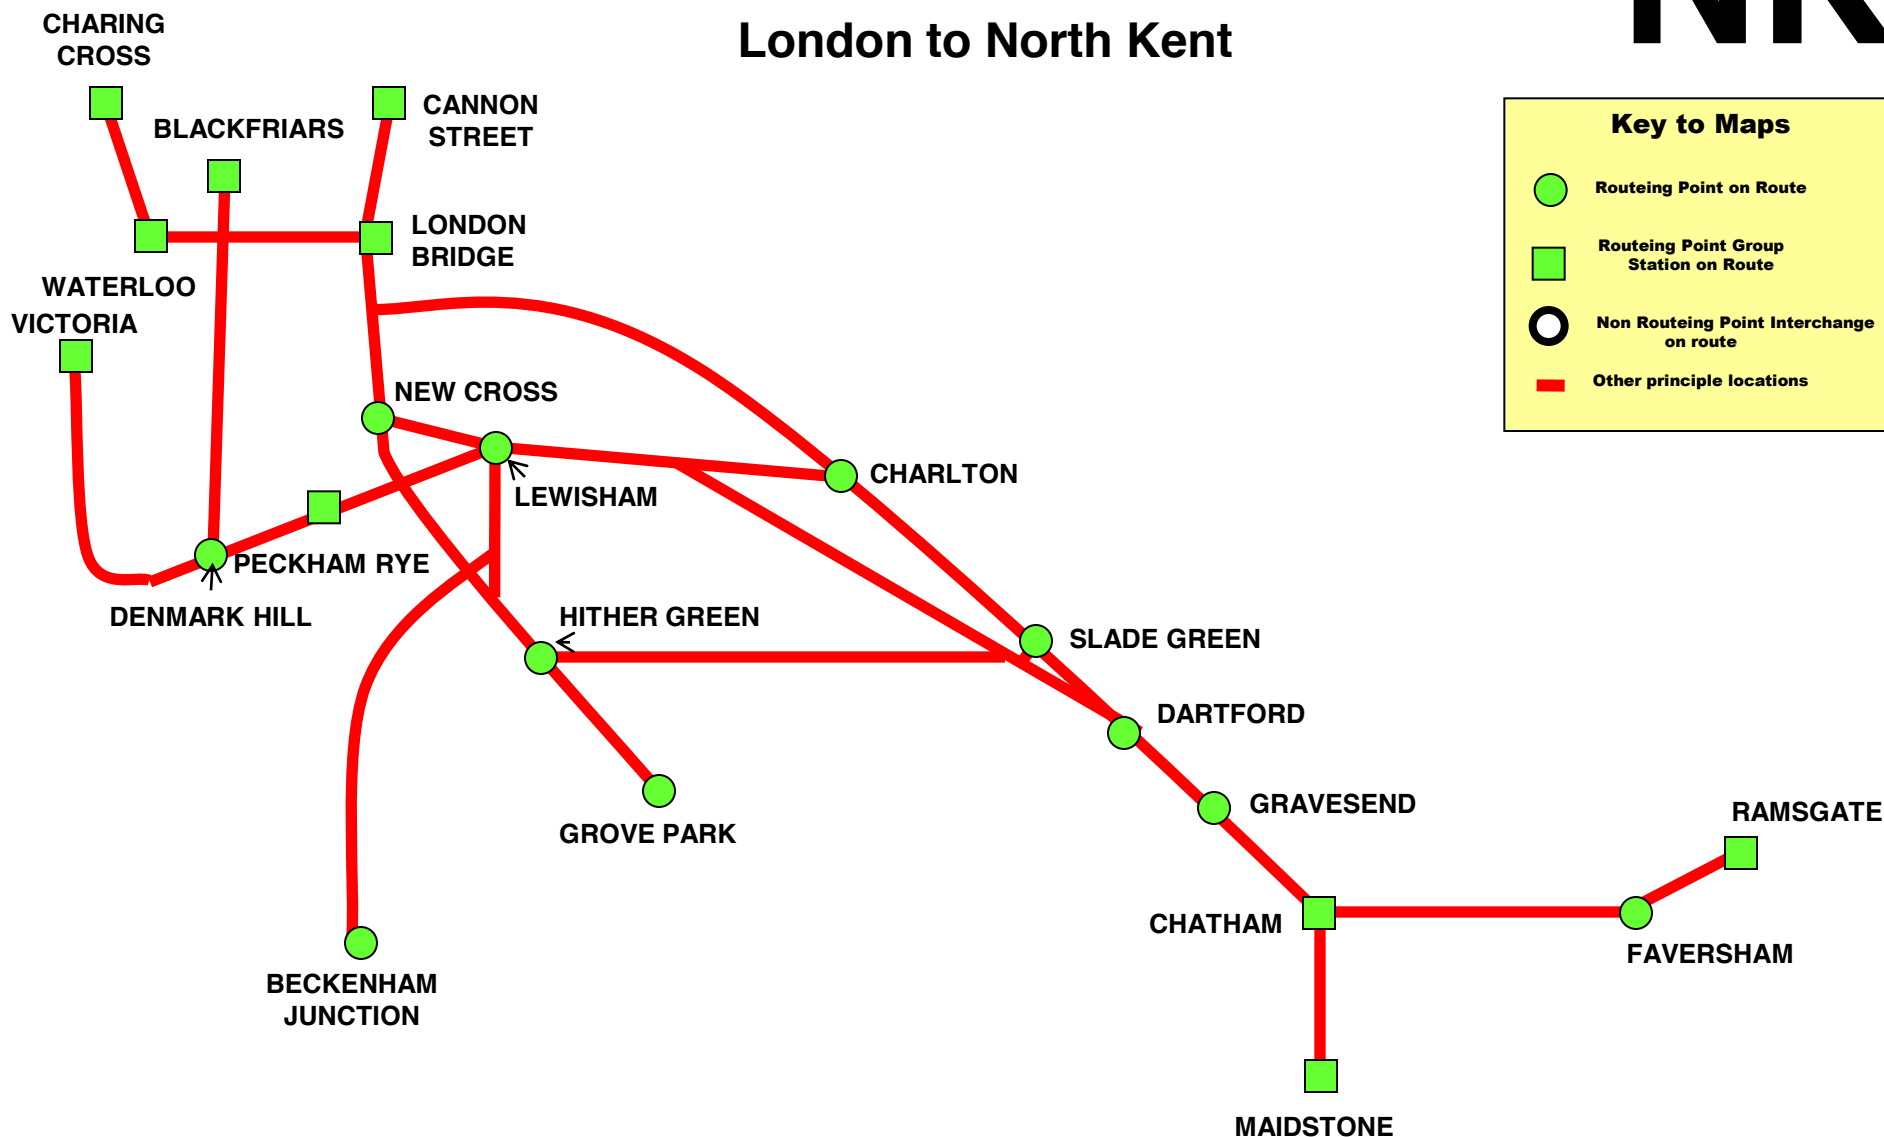 London to North Kent
NK
CHARING
CROSS
BLACKFRIARS
CANNON
STREET
LONDON
BRIDGE
WATERLOO
VICTORIA
NEW CROSS
LEWISHAM
CHARLTON
PECKHAM RYE
DENMARK HILL
HITHER GREEN
SLADE GREEN
DARTFORD
GROVE PARK
GRAVESEND
RAMSGATE
CHATHAM
FAVERSHAM
BECKENHAM
JUNCTION
MAIDSTONE
Key to Maps
Routeing Point on Route
Routeing Point Group
Station on Route
Non Routeing Point Interchange
on route
Other principle locations